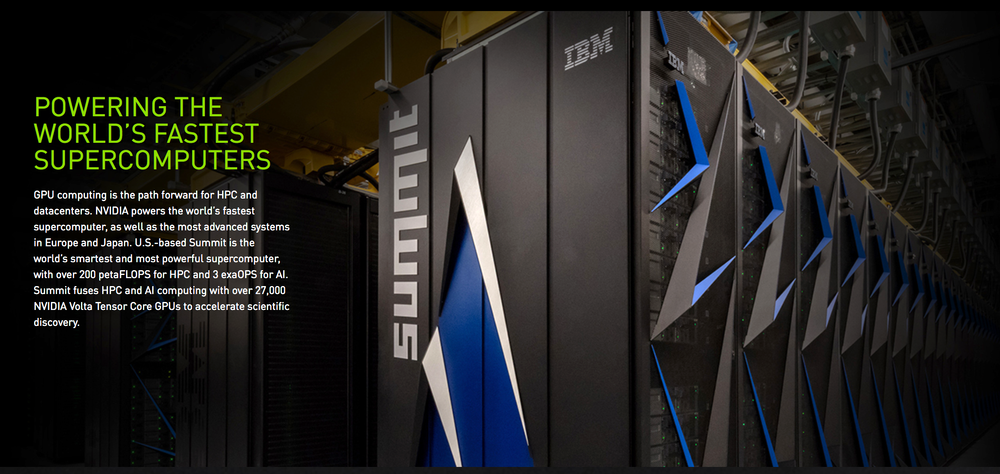 POWERING THE
WORLD'S FASTEST
SUPERCOMPUTERS
GPU computing is the path forward for HPC and
datacenters. NVIDIA powers the world's fastest
supercomputer, as well as the most advanced systems
in Europe and Japan. U.S.-based Summit is the
world's smartest and most powerful supercomputer,
with over 200 petaFLOPS for HPC and 3 exaOPS for AI.
Summit fuses HPC and AI computing with over 27,000
NVIDIA Volta Tensor Core GPUs to accelerate scientific
discovery.
summit
IBM
IBM
IBM
IBM